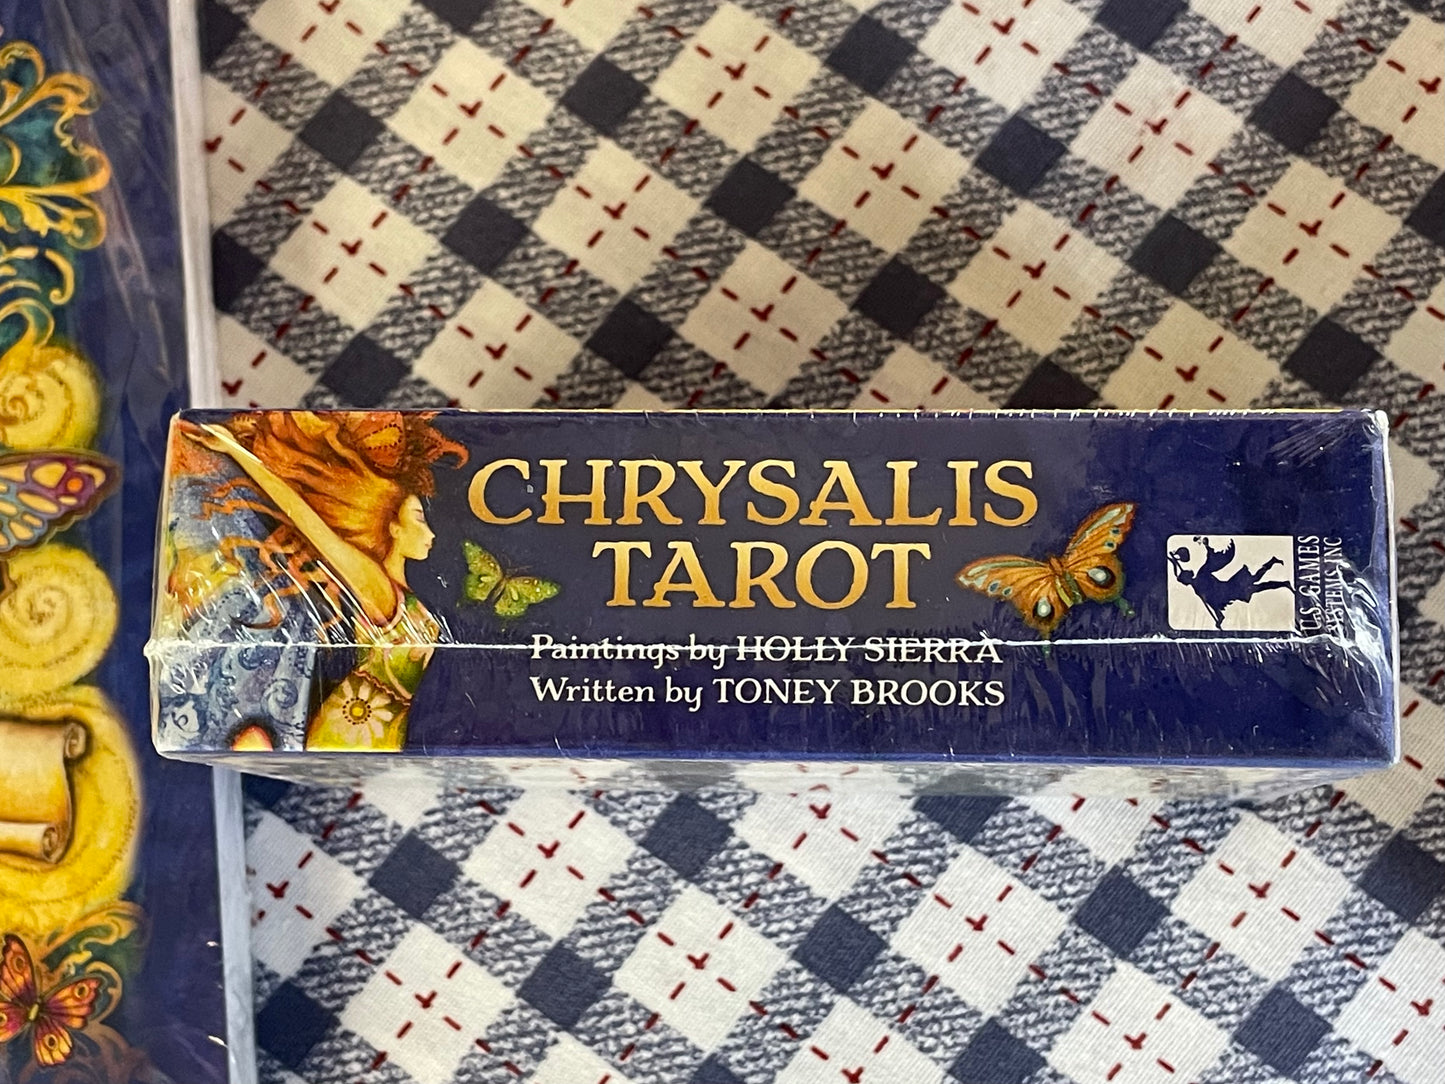 CHRYSALIS
TAROT
Paintings by HOLLY SIERRA
Written by TONEY BROOKS
U.S. GAMES
SYSTEMS, INC